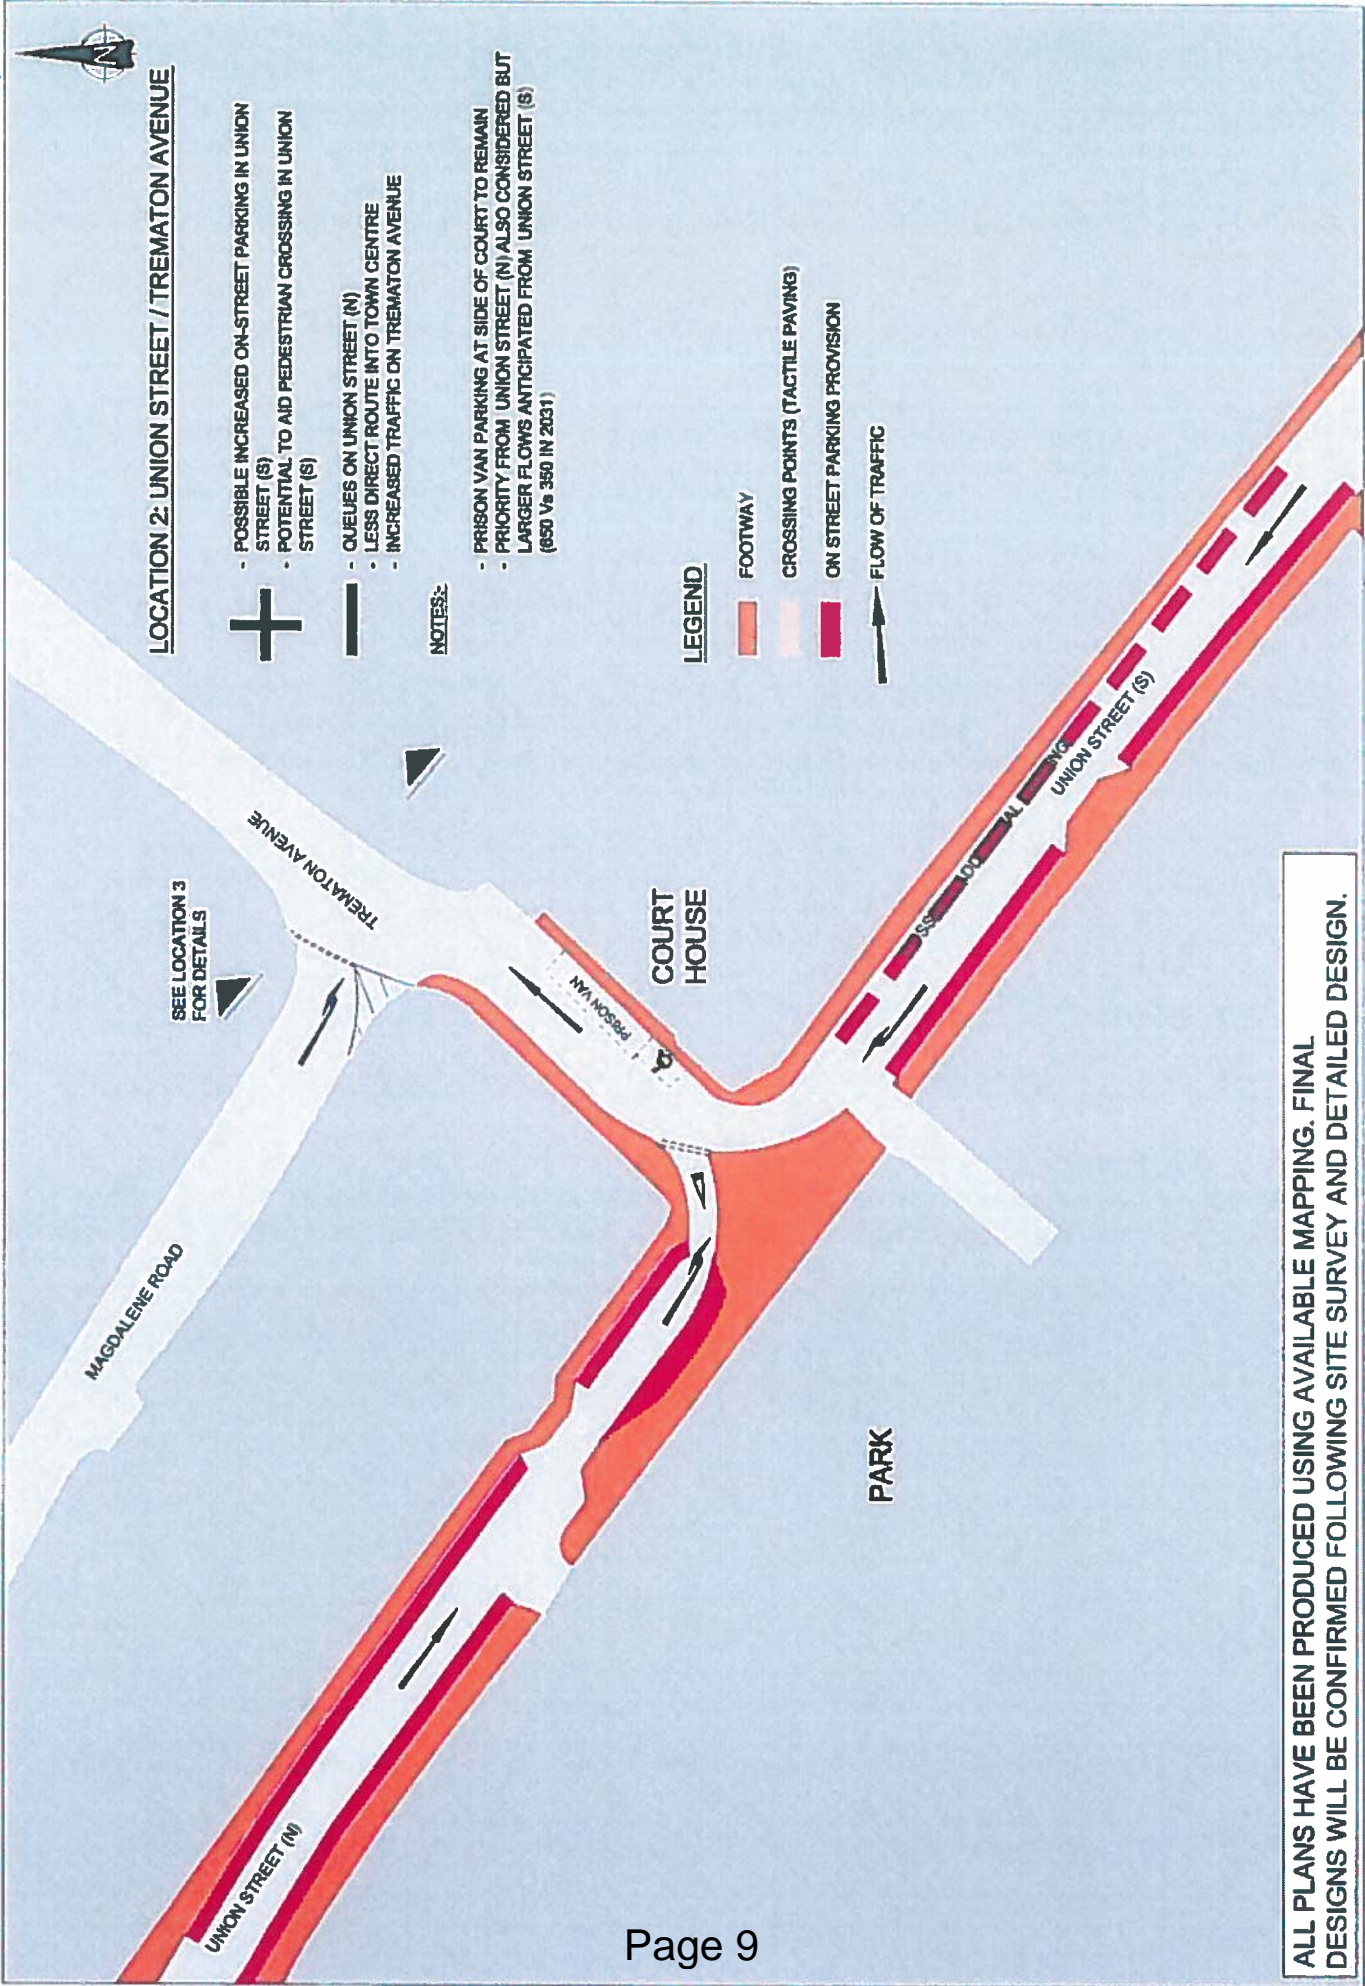 N
LOCATION 2: UNION STREET / TREMATON AVENUE
- POSSIBLE INCREASED ON-STREET PARKING IN UNION
STREET (S)
- POTENTIAL TO AID PEDESTRIAN CROSSING IN UNION
STREET (S)
- QUEUES ON UNION STREET (N)
- LESS DIRECT ROUTE INTO TOWN CENTRE
- INCREASED TRAFFIC ON TREMATON AVENUE
NOTES:-
- PRISON VAN PARKING AT SIDE OF COURT TO REMAIN
- PRIORITY FROM UNION STREET (N) ALSO CONSIDERED BUT
LARGER FLOWS ANTICIPATED FROM UNION STREET (S)
(650 Vs 350 IN 2031)
LEGEND
FOOTWAY
CROSSING POINTS (TACTILE PAVING)
ON STREET PARKING PROVISION
FLOW OF TRAFFIC
SEE LOCATION 3
FOR DETAILS
TREMATON AVENUE
MAGDALENE ROAD
PRISON VAN
COURT
HOUSE
UNION STREET (S)
UNION STREET (N)
PARK
ALL PLANS HAVE BEEN PRODUCED USING AVAILABLE MAPPING. FINAL
DESIGNS WILL BE CONFIRMED FOLLOWING SITE SURVEY AND DETAILED DESIGN.
Page 9